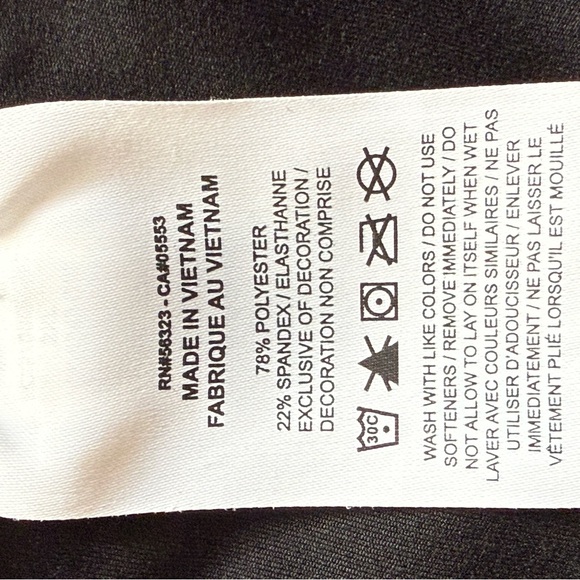 RN#56323 - CA#05553
MADE IN VIETNAM
FABRIQUE AU VIETNAM
78% POLYESTER
22% SPANDEX / ELASTHANNE
EXCLUSIVE OF DECORATION /
DECORATION NON COMPRISE
30C
WASH WITH LIKE COLORS / DO NOT USE
SOFTENERS / REMOVE IMMEDIATELY / DO
NOT ALLOW TO LAY ON ITSELF WHEN WET
LAVER AVEC COULEURS SIMILAIRES / NE PAS
UTILISER D'ADOUCISSEUR / ENLEVER
IMMEDIATEMENT / NE PAS LAISSER LE
VÊTEMENT PLIÉ LORSQU'IL EST MOUILLÉ